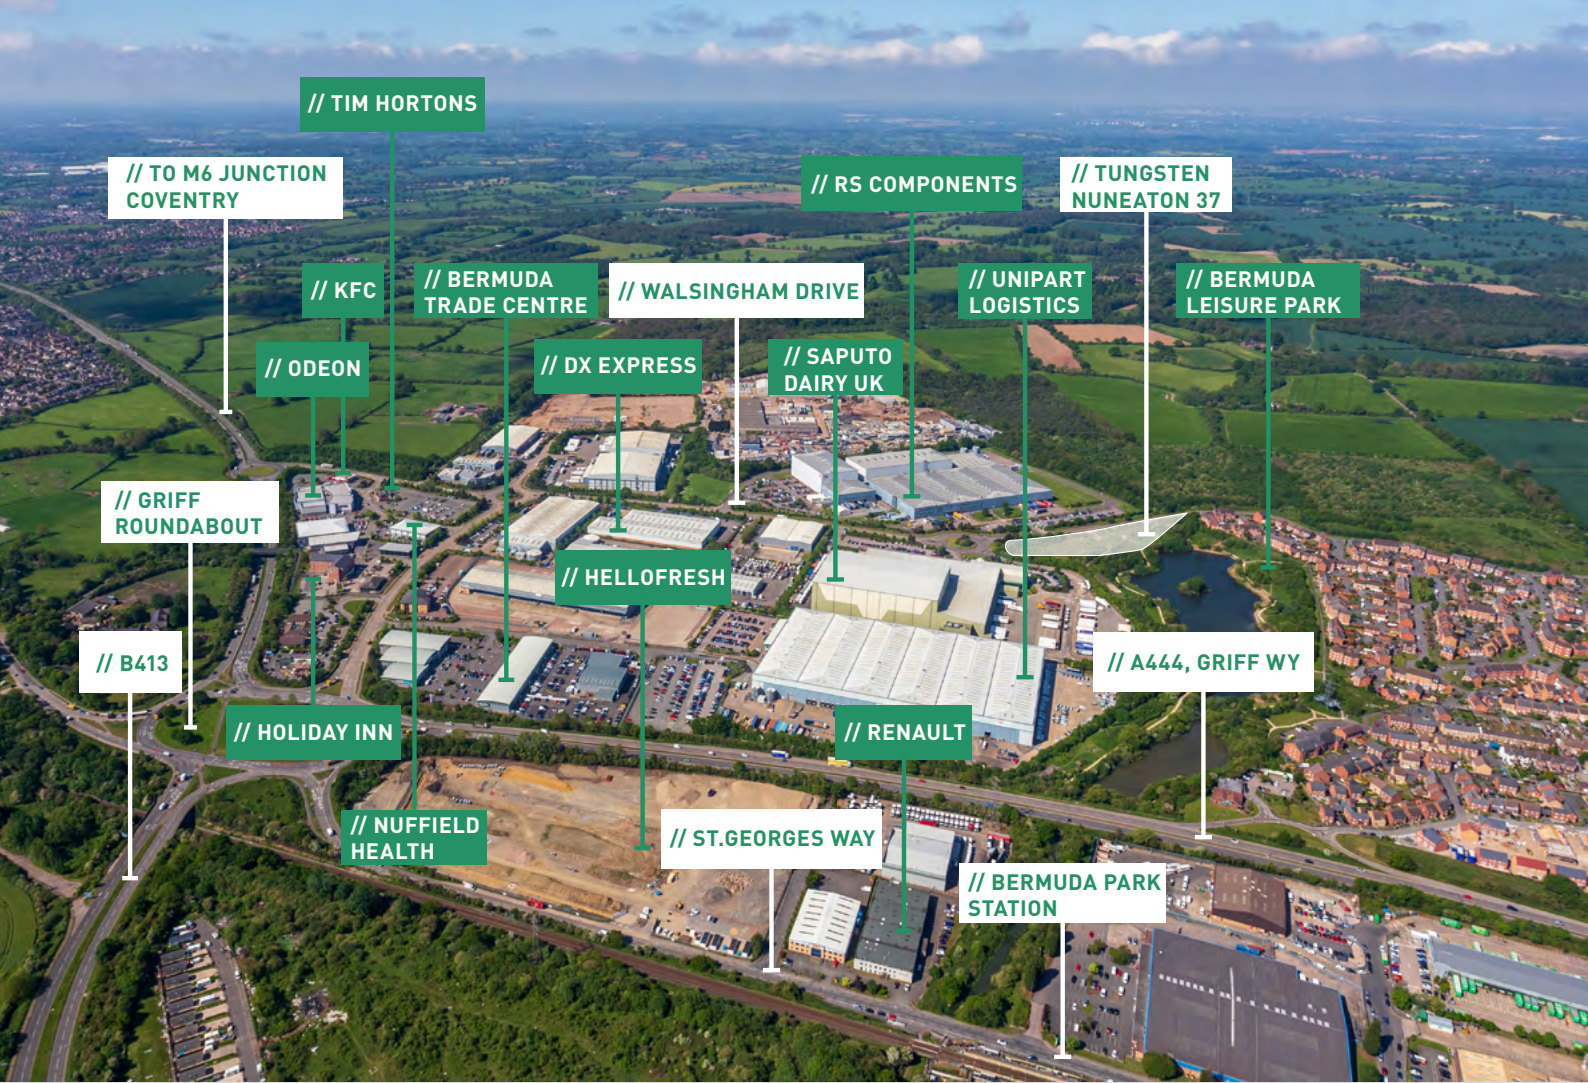 // TIM HORTONS
// TO M6 JUNCTION
COVENTRY
// RS COMPONENTS
// TUNGSTEN
NUNEATON 37
// KFC
// BERMUDA
TRADE CENTRE
// WALSINGHAM DRIVE
// UNIPART
LOGISTICS
// BERMUDA
LEISURE PARK
// ODEON
// DX EXPRESS
// SAPUTO
DAIRY UK
// GRIFF
ROUNDABOUT
// HELLOFRESH
// B413
// A444, GRIFF WY
// HOLIDAY INN
// RENAULT
// NUFFIELD
HEALTH
// ST.GEORGES WAY
// BERMUDA PARK
STATION